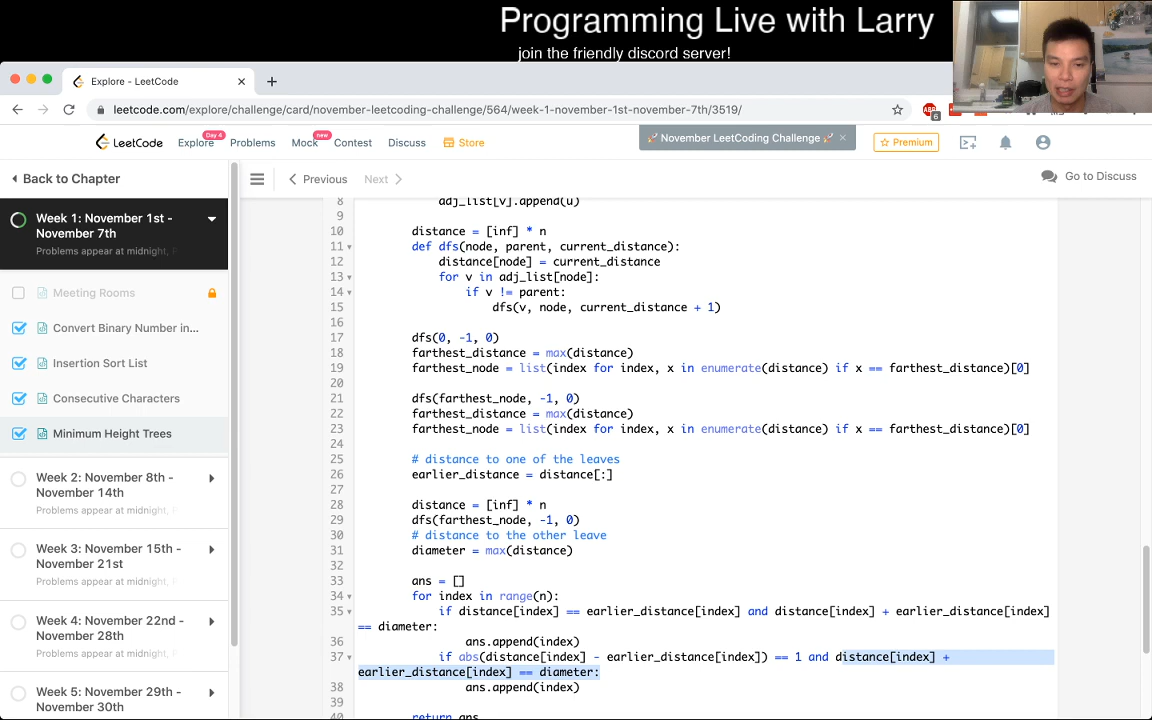 Programming Live with Larry
join the friendly discord server!
Explore - LeetCode
leetcode.com/explore/challenge/card/november-leetcoding-challenge/564/week-1-november-1st-november-7th/3519/
ABP
6
LeetCode
Explore
Day 4
Problems
Mock
new
Contest
Discuss
Store
🚀 November LeetCoding Challenge 🚀
Premium
Back to Chapter
Previous
Next
Go to Discuss
Week 1: November 1st -
November 7th
Problems appear at midnight,
Meeting Rooms
Convert Binary Number in...
Insertion Sort List
Consecutive Characters
Minimum Height Trees
Week 2: November 8th -
November 14th
Problems appear at midnight,
Week 3: November 15th -
November 21st
Problems appear at midnight,
Week 4: November 22nd -
November 28th
Problems appear at midnight,
Week 5: November 29th -
November 30th
8 adj_list[v].append(u)
9
10 distance = [inf] * n
11 def dfs(node, parent, current_distance):
12 distance[node] = current_distance
13 for v in adj_list[node]:
14 if v != parent:
15 dfs(v, node, current_distance + 1)
16
17 dfs(0, -1, 0)
18 farthest_distance = max(distance)
19 farthest_node = list(index for index, x in enumerate(distance) if x == farthest_distance)[0]
20
21 dfs(farthest_node, -1, 0)
22 farthest_distance = max(distance)
23 farthest_node = list(index for index, x in enumerate(distance) if x == farthest_distance)[0]
24
25 # distance to one of the leaves
26 earlier_distance = distance[:]
27
28 distance = [inf] * n
29 dfs(farthest_node, -1, 0)
30 # distance to the other leave
31 diameter = max(distance)
32
33 ans = []
34 for index in range(n):
35 if distance[index] == earlier_distance[index] and distance[index] + earlier_distance[index]
== diameter:
36 ans.append(index)
37 if abs(distance[index] - earlier_distance[index]) == 1 and distance[index] +
earlier_distance[index] == diameter:
38 ans.append(index)
39
40 return ans